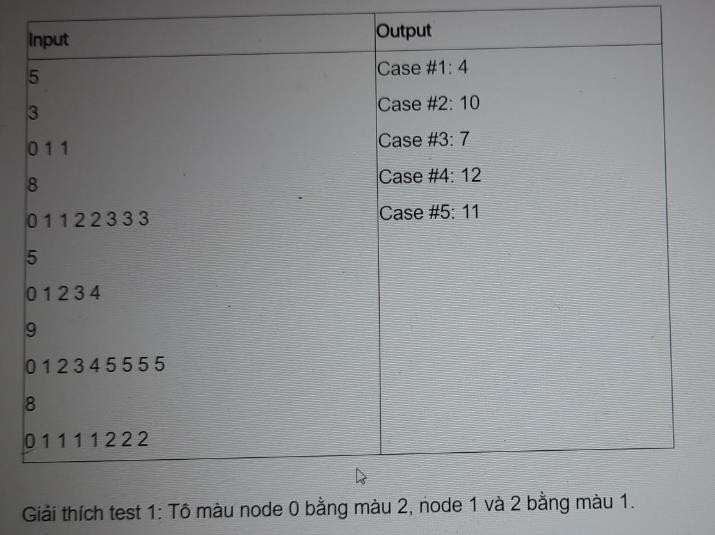 Input
Output
5
Case #1: 4
3
Case #2: 10
0 1 1
Case #3: 7
8
Case #4: 12
0 1 1 2 2 3 3 3
Case #5: 11
5
0 1 2 3 4
9
0 1 2 3 4 5 5 5 5
8
0 1 1 1 1 2 2 2
Giải thích test 1: Tô màu node 0 bằng màu 2, node 1 và 2 bằng màu 1.